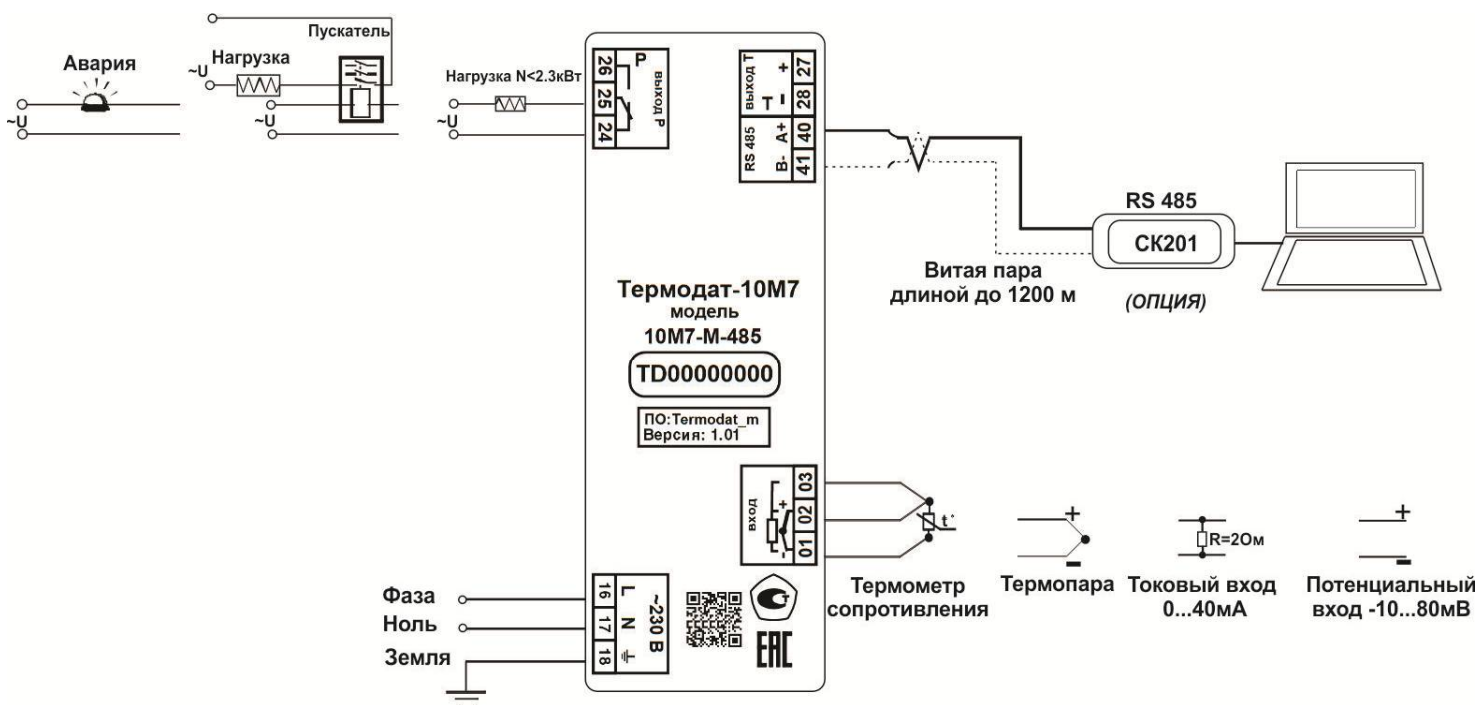 Авария
~U
Пускатель
Нагрузка
~U
~U
Нагрузка N<2.3кВт
~U
26
25
24
P
выход P
выход T
T
+
-
27
28
RS 485
A+
B-
40
41
RS 485
СК201
(ОПЦИЯ)
Витая пара
длиной до 1200 м
Термодат-10М7
модель
10М7-М-485
TD00000000
ПО:Termodat_m
Версия: 1.01
вход
+
-
03
02
01
t°
Термометр
сопротивления
+
-
Термопара
R=2Ом
Токовый вход
0...40мА
+
-
Потенциальный
вход -10...80мВ
Фаза
Ноль
Земля
16
17
18
L
N
~230 В
Т
ЕАС